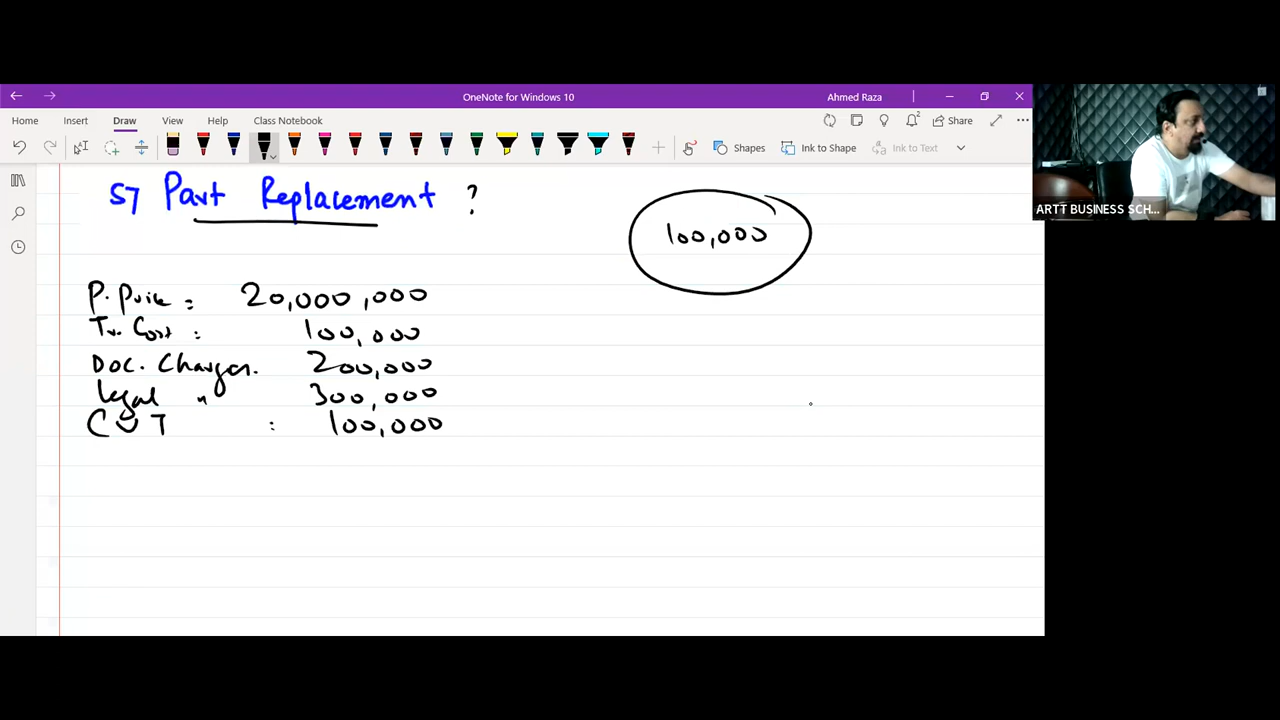 OneNote for Windows 10
Ahmed Raza
Home Insert Draw View Help Class Notebook
Share
Shapes Ink to Shape Ink to Text
ARTT BUSINESS SCH...
57 Part Replacement ?
100,000
P. Price = 20,000,000
Tr. Cost : 100,000
Doc. Charges. 200,000
legal " 300,000
CVT : 100,000